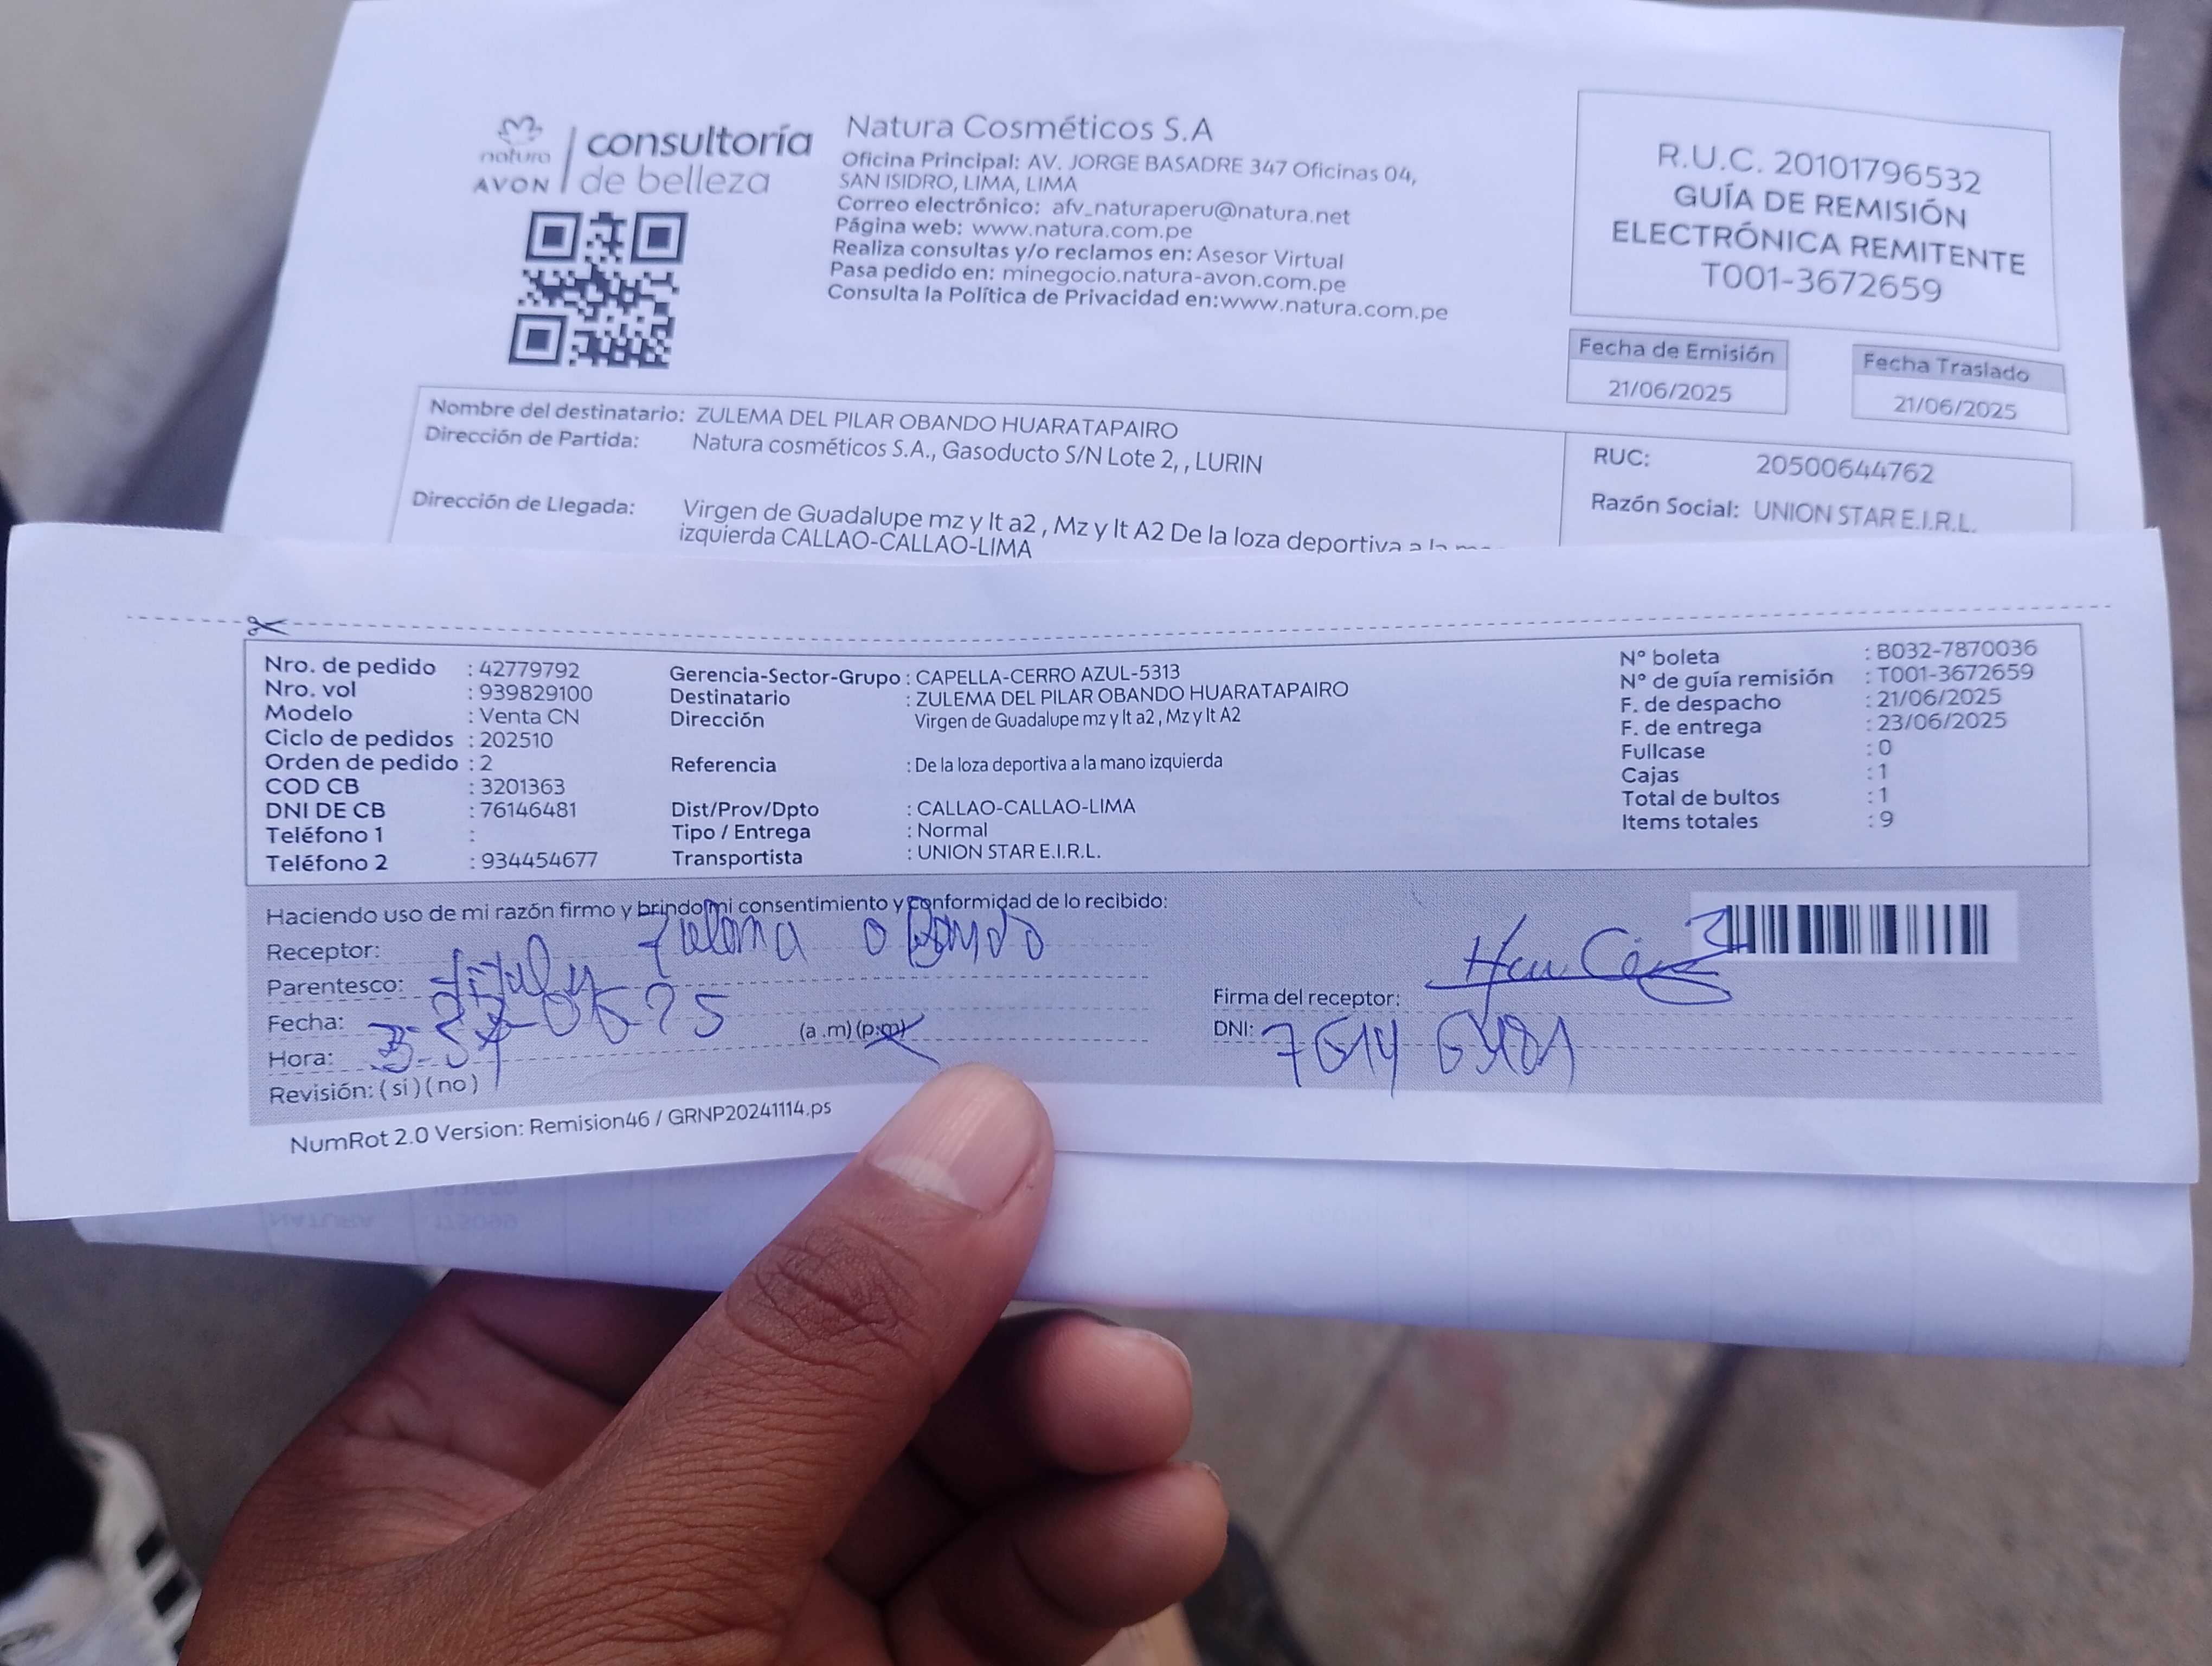 natura
AVON
consultoría
de belleza
Natura Cosméticos S.A
Oficina Principal: AV. JORGE BASADRE 347 Oficinas 04,
SAN ISIDRO, LIMA, LIMA
Correo electrónico: afv_naturaperu@natura.net
Página web: www.natura.com.pe
Realiza consultas y/o reclamos en: Asesor Virtual
Pasa pedido en: minegocio.natura-avon.com.pe
Consulta la Política de Privacidad en:www.natura.com.pe
R.U.C. 20101796532
GUÍA DE REMISIÓN
ELECTRÓNICA REMITENTE
T001-3672659
Fecha de Emisión
21/06/2025
Fecha Traslado
21/06/2025
Nombre del destinatario: ZULEMA DEL PILAR OBANDO HUARATAPAIRO
Dirección de Partida: Natura cosméticos S.A., Gasoducto S/N Lote 2, , LURIN
Dirección de Llegada: Virgen de Guadalupe mz y lt a2 , Mz y lt A2 De la loza deportiva a la
izquierda CALLAO-CALLAO-LIMA
RUC: 20500644762
Razón Social: UNION STAR E.I.R.L.
Nro. de pedido : 42779792
Nro. vol : 939829100
Modelo : Venta CN
Ciclo de pedidos : 202510
Orden de pedido : 2
COD CB : 3201363
DNI DE CB : 76146481
Teléfono 1 :
Teléfono 2 : 934454677
Gerencia-Sector-Grupo : CAPELLA-CERRO AZUL-5313
Destinatario : ZULEMA DEL PILAR OBANDO HUARATAPAIRO
Dirección Virgen de Guadalupe mz y lt a2 , Mz y lt A2
Referencia : De la loza deportiva a la mano izquierda
Dist/Prov/Dpto : CALLAO-CALLAO-LIMA
Tipo / Entrega : Normal
Transportista : UNION STAR E.I.R.L.
N° boleta : B032-7870036
N° de guía remisión : T001-3672659
F. de despacho : 21/06/2025
F. de entrega : 23/06/2025
Fullcase : 0
Cajas : 1
Total de bultos : 1
Items totales : 9
Haciendo uso de mi razón firmo y brindo mi consentimiento y conformidad de lo recibido:
Receptor: Zulema Obando
Parentesco:
Fecha:
Hora: (a .m) (p.m)
Revisión: ( si ) ( no )
Firma del receptor:
DNI: 76146481
NumRot 2.0 Version: Remision46 / GRNP20241114.ps